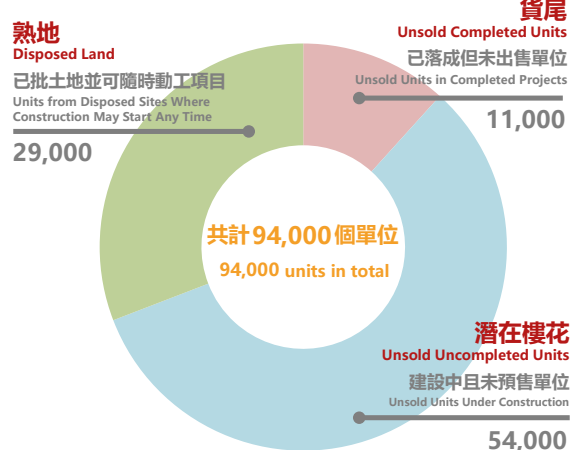 熟地
Disposed Land
已批土地並可隨時動工項目
Units from Disposed Sites Where
Construction May Start Any Time
29,000
貨尾
Unsold Completed Units
已落成但未出售單位
Unsold Units in Completed Projects
11,000
共計94,000個單位
94,000 units in total
潛在樓花
Unsold Uncompleted Units
建設中且未預售單位
Unsold Units Under Construction
54,000